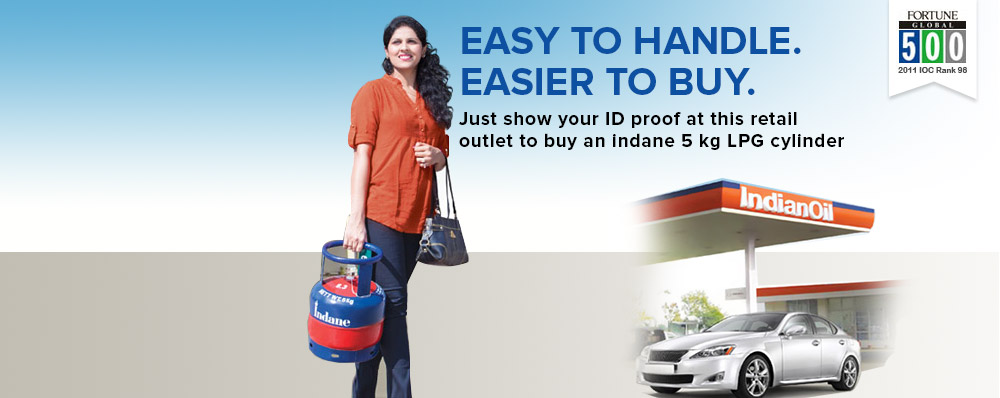 EASY TO HANDLE.
EASIER TO BUY.
Just show your ID proof at this retail
outlet to buy an indane 5 kg LPG cylinder
FORTUNE
GLOBAL
500
2011 IOC Rank 98
IndianOil
Indane